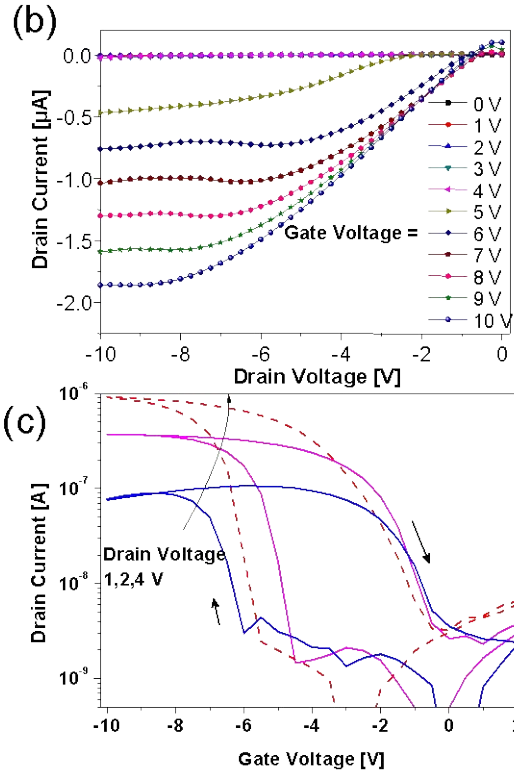 (b)
0.0
-0.5
-1.0
-1.5
-2.0
Drain Current [µA]
0 V
1 V
2 V
3 V
4 V
5 V
6 V
7 V
8 V
9 V
10 V
Gate Voltage =
-10
-8
-6
-4
-2
0
Drain Voltage [V]
(c)
10⁻⁶
10⁻⁷
10⁻⁸
10⁻⁹
Drain Current [A]
Drain Voltage
1,2,4 V
-10
-8
-6
-4
-2
0
2
Gate Voltage [V]